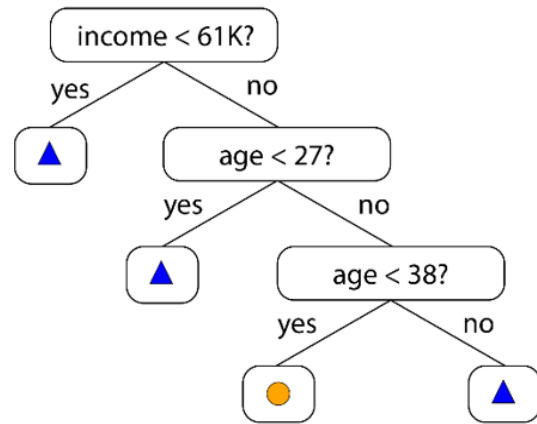 income < 61K?
yes
no
age < 27?
yes
no
age < 38?
yes
no